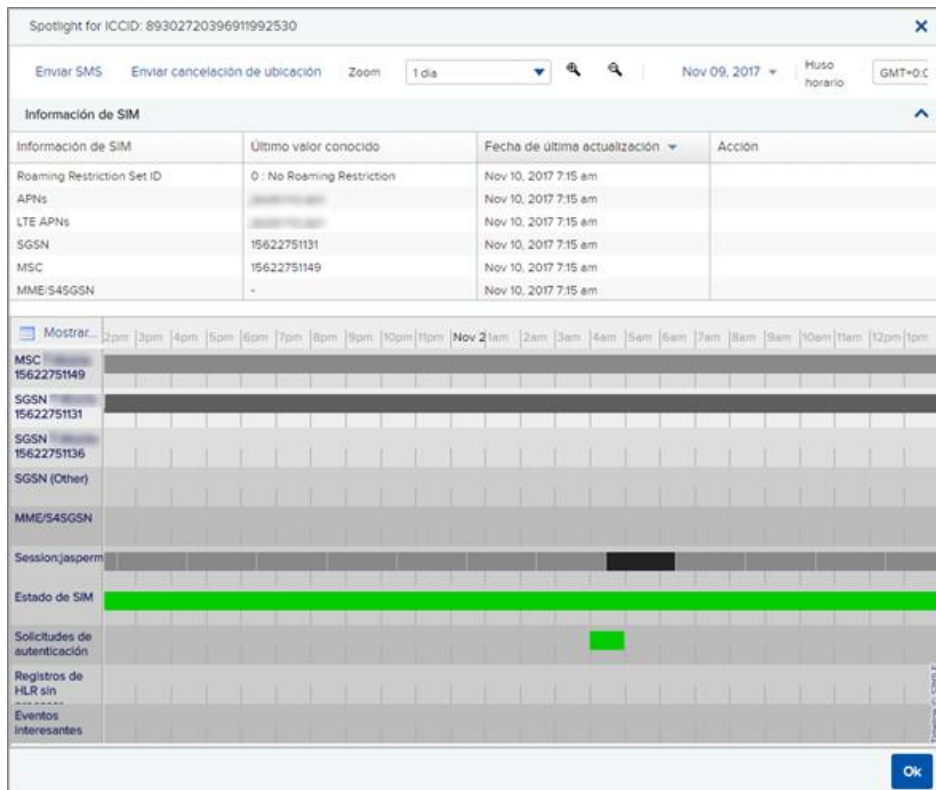 Spotlight for ICCID: 89302720396911992530
Enviar SMS Enviar cancelación de ubicación Zoom 1 dia Nov 09, 2017 Huso horario GMT+0:0
Información de SIM
Información de SIM Último valor conocido Fecha de última actualización Acción
Roaming Restriction Set ID 0 : No Roaming Restriction Nov 10, 2017 7:15 am
APNs Nov 10, 2017 7:15 am
LTE APNs Nov 10, 2017 7:15 am
SGSN 15622751131 Nov 10, 2017 7:15 am
MSC 15622751149 Nov 10, 2017 7:15 am
MME/S4SGSN - Nov 10, 2017 7:15 am
Mostrar... 2pm 3pm 4pm 5pm 6pm 7pm 8pm 9pm 10pm 11pm Nov 2 1am 2am 3am 4am 5am 6am 7am 8am 9am 10am 11am 12pm 1pm
MSC
15622751149
SGSN
15622751131
SGSN
15622751136
SGSN (Other)
MME/S4SGSN
Session:jasperm
Estado de SIM
Solicitudes de
autenticación
Registros de
HLR sin
Eventos
interesantes
Ok